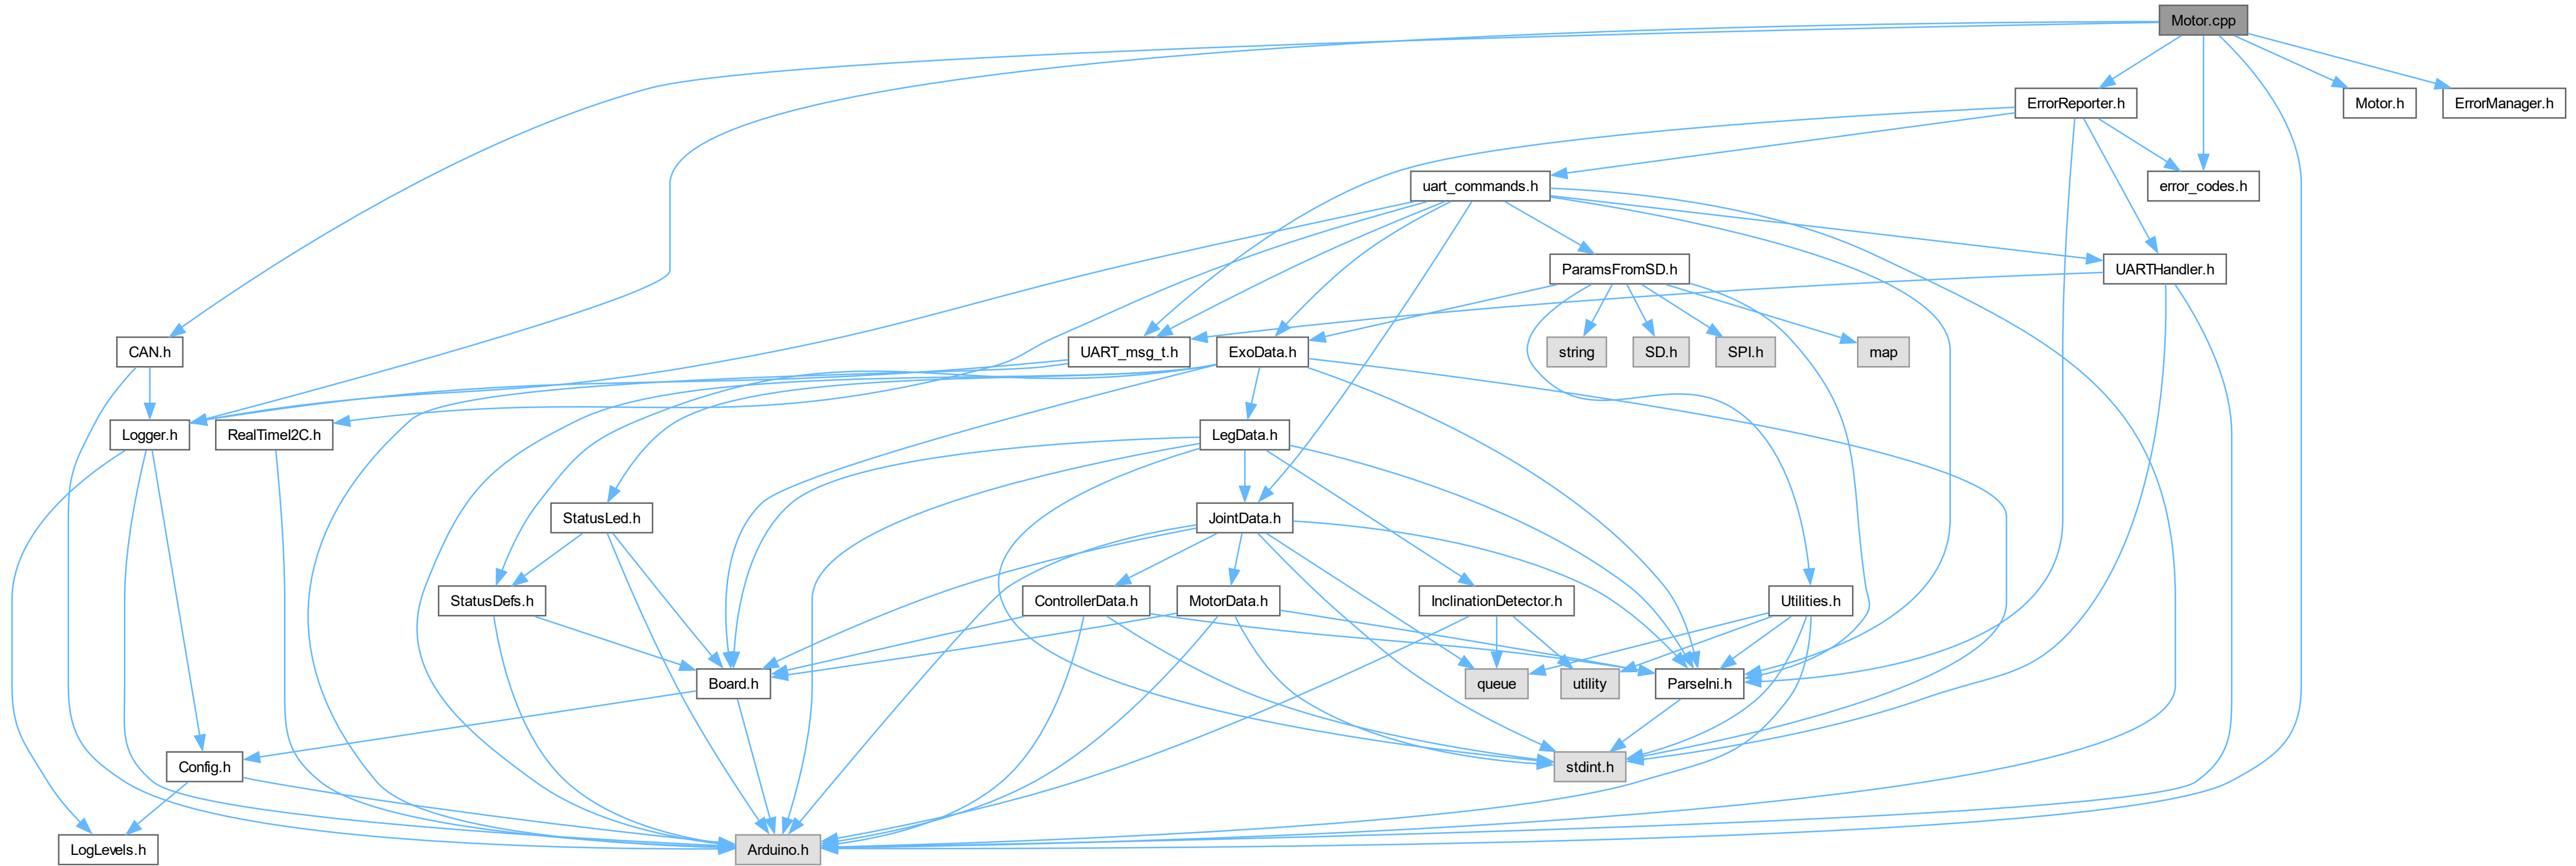 Motor.cpp
ErrorReporter.h
Motor.h
ErrorManager.h
uart_commands.h
error_codes.h
ParamsFromSD.h
UARTHandler.h
CAN.h
UART_msg_t.h
ExoData.h
string
SD.h
SPI.h
map
Logger.h
RealTimeI2C.h
LegData.h
StatusLed.h
JointData.h
StatusDefs.h
ControllerData.h
MotorData.h
InclinationDetector.h
Utilities.h
Board.h
queue
utility
ParseIni.h
Config.h
stdint.h
LogLevels.h
Arduino.h